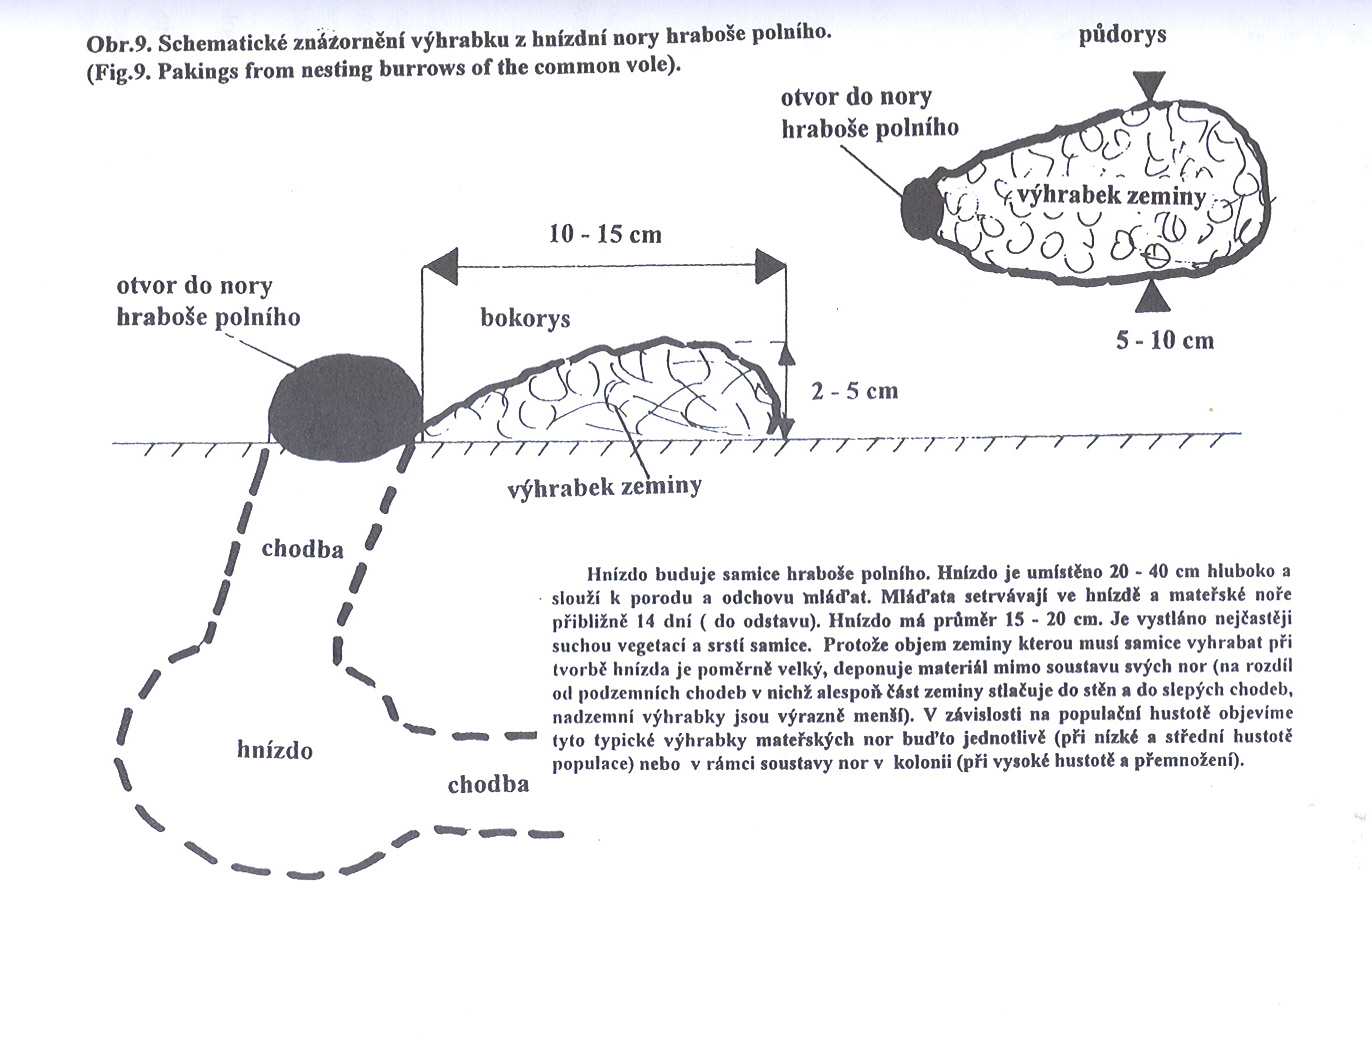 Obr.9. Schematické znázornění výhrabku z hnízdní nory hraboše polního.
(Fig.9. Pakings from nesting burrows of the common vole).
půdorys
otvor do nory
hraboše polního
výhrabek zeminy
5 - 10 cm
10 - 15 cm
otvor do nory
hraboše polního
bokorys
2 - 5 cm
výhrabek zeminy
chodba
hnízdo
chodba
Hnízdo buduje samice hraboše polního. Hnízdo je umístěno 20 - 40 cm hluboko a
slouží k porodu a odchovu mláďat. Mláďata setrvávají ve hnízdě a mateřské noře
přibližně 14 dní ( do odstavu). Hnízdo má průměr 15 - 20 cm. Je vystláno nejčastěji
suchou vegetací a srstí samice. Protože objem zeminy kterou musí samice vyhrabat při
tvorbě hnízda je poměrně velký, deponuje materiál mimo soustavu svých nor (na rozdíl
od podzemních chodeb v nichž alespoň část zeminy stlačuje do stěn a do slepých chodeb,
nadzemní výhrabky jsou výrazně menší). V závislosti na populační hustotě objevíme
tyto typické výhrabky mateřských nor buďto jednotlivě (při nízké a střední hustotě
populace) nebo v rámci soustavy nor v kolonii (při vysoké hustotě a přemnožení).